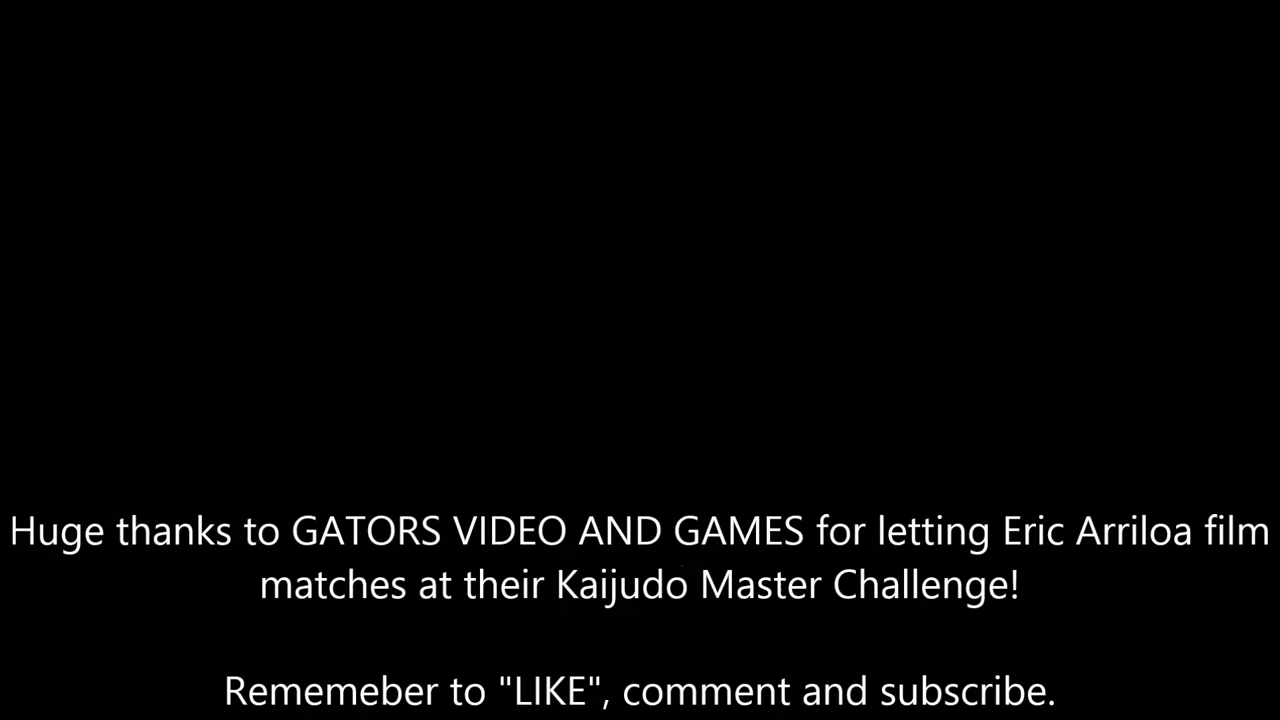 Huge thanks to GATORS VIDEO AND GAMES for letting Eric Arriloa film
matches at their Kaijudo Master Challenge!
Rememeber to "LIKE", comment and subscribe.